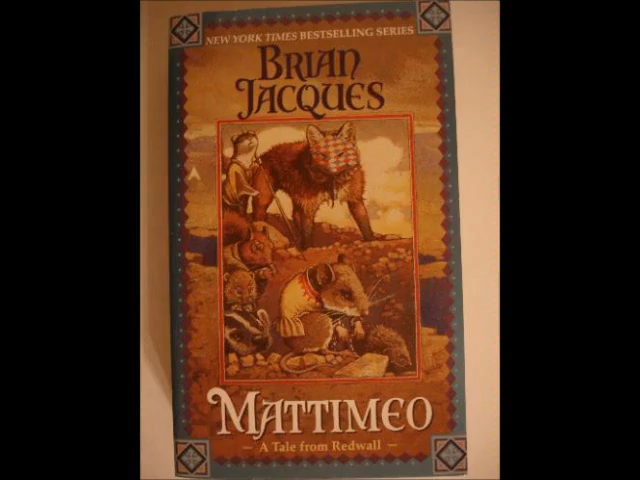 NEW YORK TIMES BESTSELLING SERIES
BRIAN
JACQUES
MATTIMEO
— A Tale from Redwall —